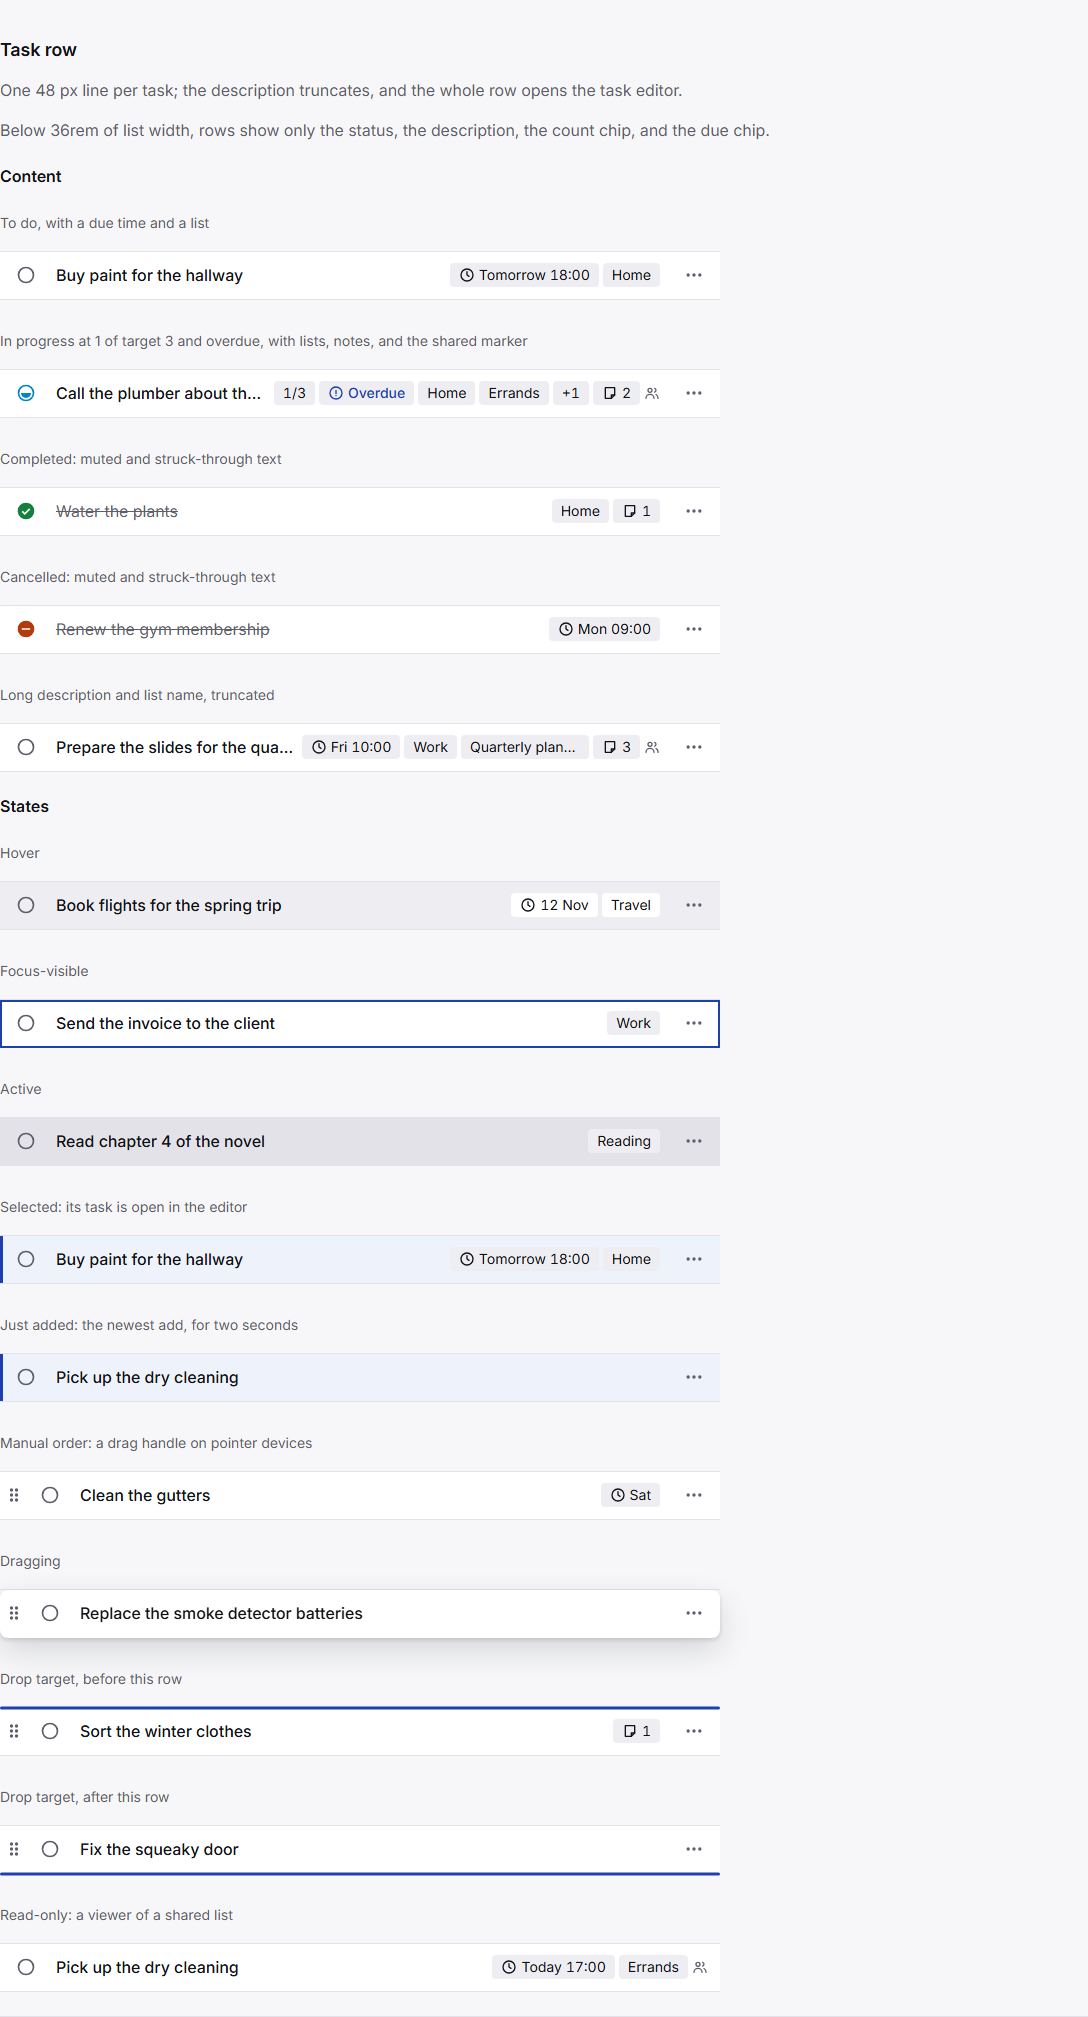 Task row
One 48 px line per task; the description truncates, and the whole row opens the task editor.
Below 36rem of list width, rows show only the status, the description, the count chip, and the due chip.
Content
To do, with a due time and a list
Buy paint for the hallway Tomorrow 18:00 Home
In progress at 1 of target 3 and overdue, with lists, notes, and the shared marker
Call the plumber about th... 1/3 Overdue Home Errands +1 2
Completed: muted and struck-through text
Water the plants Home 1
Cancelled: muted and struck-through text
Renew the gym membership Mon 09:00
Long description and list name, truncated
Prepare the slides for the qua... Fri 10:00 Work Quarterly plan... 3
States
Hover
Book flights for the spring trip 12 Nov Travel
Focus-visible
Send the invoice to the client Work
Active
Read chapter 4 of the novel Reading
Selected: its task is open in the editor
Buy paint for the hallway Tomorrow 18:00 Home
Just added: the newest add, for two seconds
Pick up the dry cleaning
Manual order: a drag handle on pointer devices
Clean the gutters Sat
Dragging
Replace the smoke detector batteries
Drop target, before this row
Sort the winter clothes 1
Drop target, after this row
Fix the squeaky door
Read-only: a viewer of a shared list
Pick up the dry cleaning Today 17:00 Errands